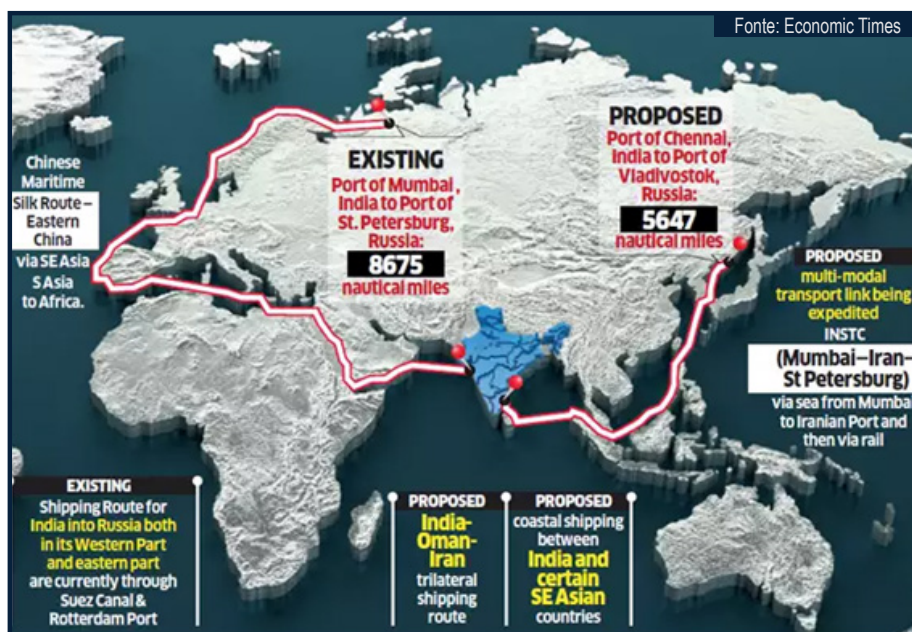 Fonte: Economic Times
Chinese
Maritime
Silk Route –
Eastern
China
via SE Asia
S Asia
to Africa.
EXISTING
Port of Mumbai,
India to Port of
St. Petersburg,
Russia:
8675
nautical miles
PROPOSED
Port of Chennai,
India to Port of
Vladivostok,
Russia:
5647
nautical miles
PROPOSED
multi-modal
transport link being
expedited
INSTC
(Mumbai–Iran–
St Petersburg)
via sea from Mumbai
to Iranian Port and
then via rail
EXISTING
Shipping Route for
India into Russia both
in its Western Part
and eastern part
are currently through
Suez Canal &
Rotterdam Port
PROPOSED
India-
Oman-
Iran
trilateral
shipping
route
PROPOSED
coastal shipping
between
India and
certain
SE Asian
countries